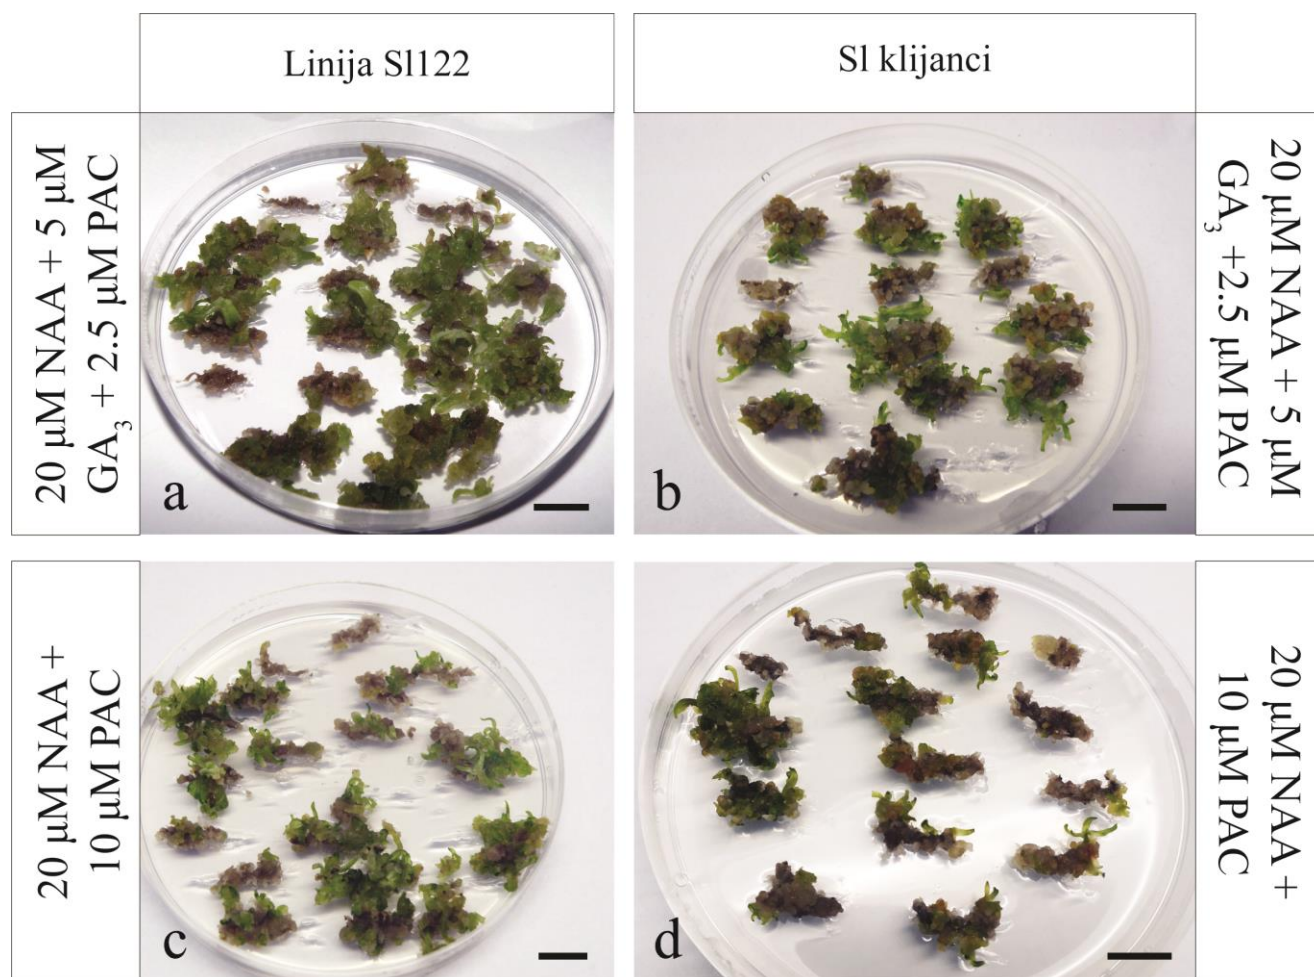 Linija Sl122
Sl klijanci
20 µM NAA + 5 µM
GA₃ + 2.5 µM PAC
a
b
20 µM NAA + 5 µM
GA₃ +2.5 µM PAC
20 µM NAA +
10 µM PAC
c
d
20 µM NAA +
10 µM PAC